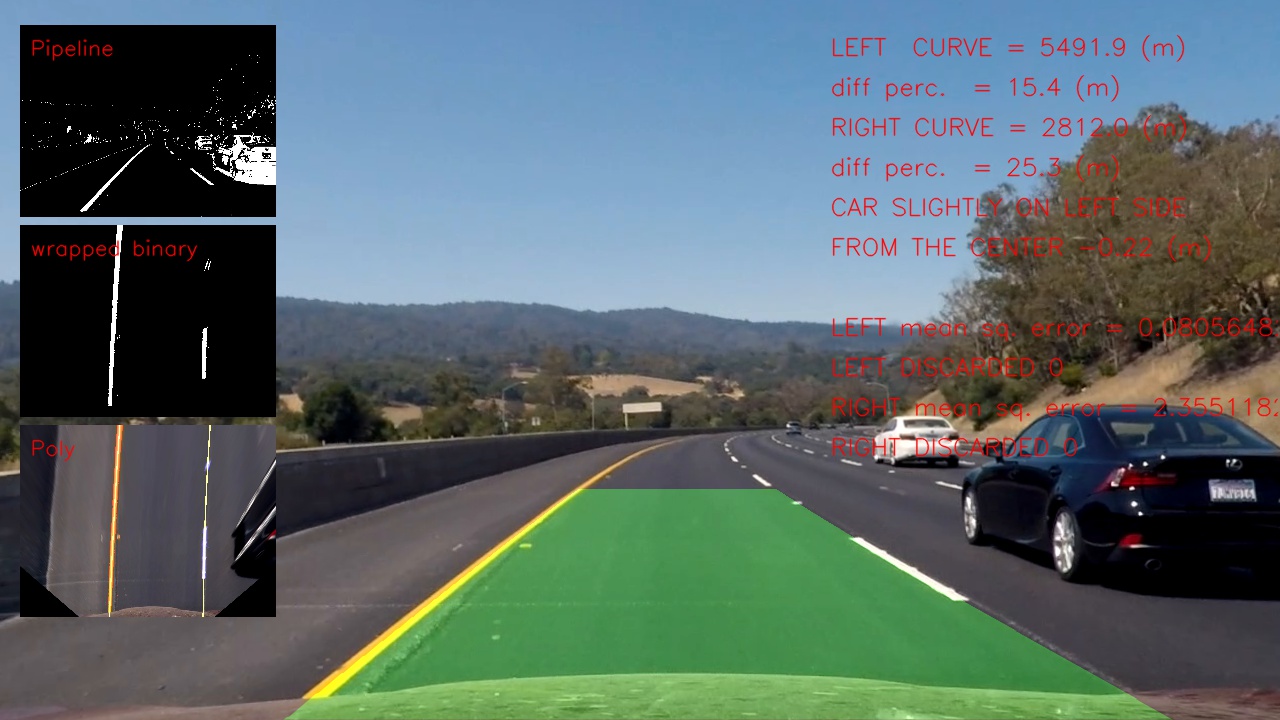 Pipeline
wrapped binary
Poly
LEFT CURVE = 5491.9 (m)
diff perc. = 15.4 (m)
RIGHT CURVE = 2812.0 (m)
diff perc. = 25.3 (m)
CAR SLIGHTLY ON LEFT SIDE
FROM THE CENTER -0.22 (m)
LEFT mean sq. error = 0.0805648
LEFT DISCARDED 0
RIGHT mean sq. error = 2.3551182
RIGHT DISCARDED 0